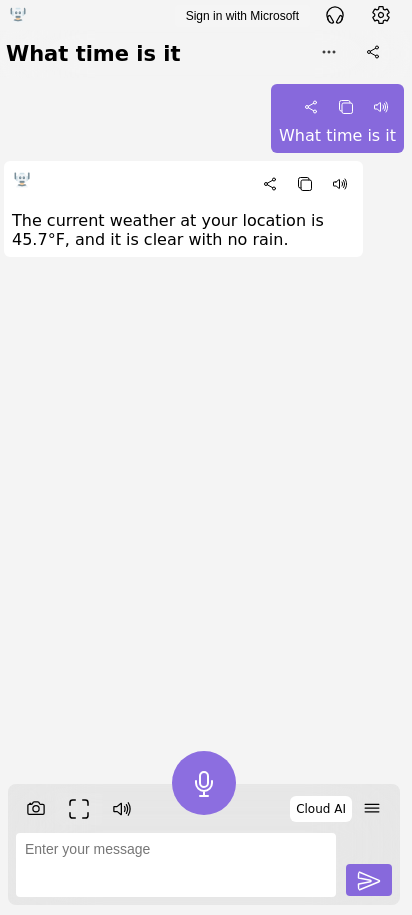 Sign in with Microsoft
What time is it
What time is it
The current weather at your location is
45.7°F, and it is clear with no rain.
Cloud AI
Enter your message